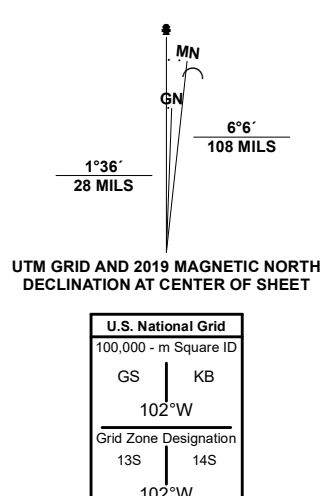 MN
GN
6°6´
108 MILS
1°36´
28 MILS
UTM GRID AND 2019 MAGNETIC NORTH
DECLINATION AT CENTER OF SHEET
U.S. National Grid
100,000 - m Square ID
GS KB
102°W
Grid Zone Designation
13S 14S
102°W